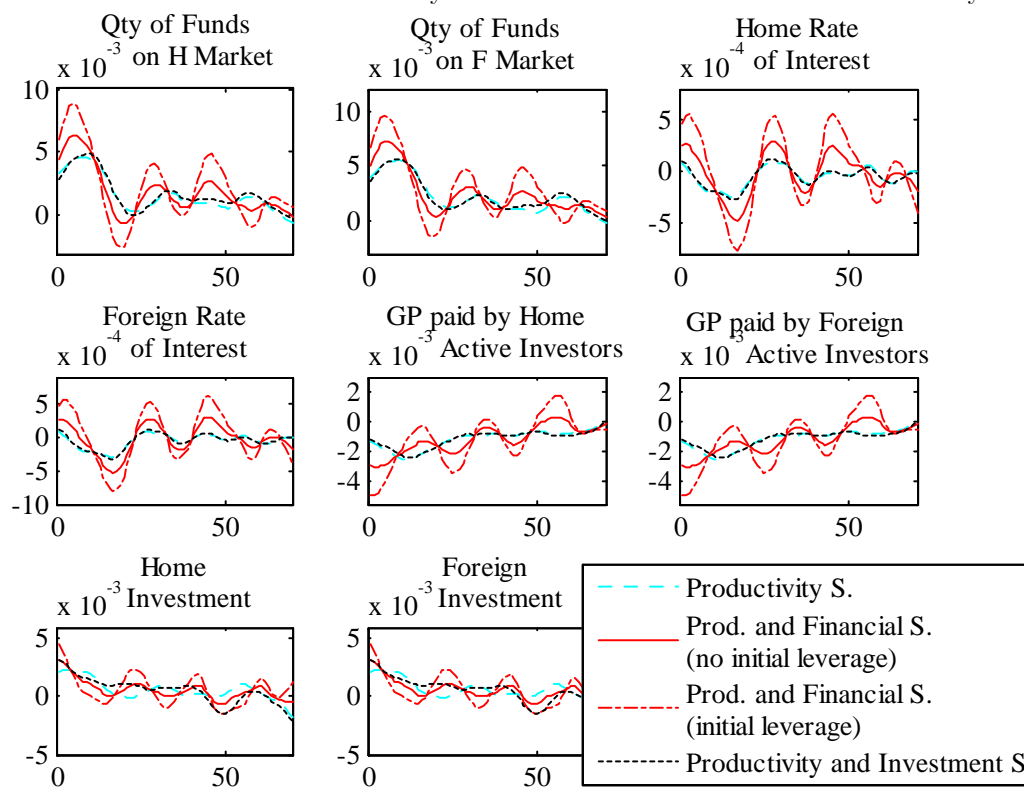 Qty of Funds
x 10^-3 on H Market
10
5
0
0
50
Qty of Funds
x 10^-3 on F Market
10
5
0
0
50
Home Rate
x 10^-4 of Interest
5
0
-5
0
50
Foreign Rate
x 10^-4 of Interest
5
0
-5
-10
0
50
GP paid by Home
x 10^-3 Active Investors
2
0
-2
-4
0
50
GP paid by Foreign
x 10^-3 Active Investors
2
0
-2
-4
0
50
Home
x 10^-3 Investment
5
0
-5
0
50
Foreign
x 10^-3 Investment
5
0
-5
0
50
Productivity S.
Prod. and Financial S.
(no initial leverage)
Prod. and Financial S.
(initial leverage)
Productivity and Investment S